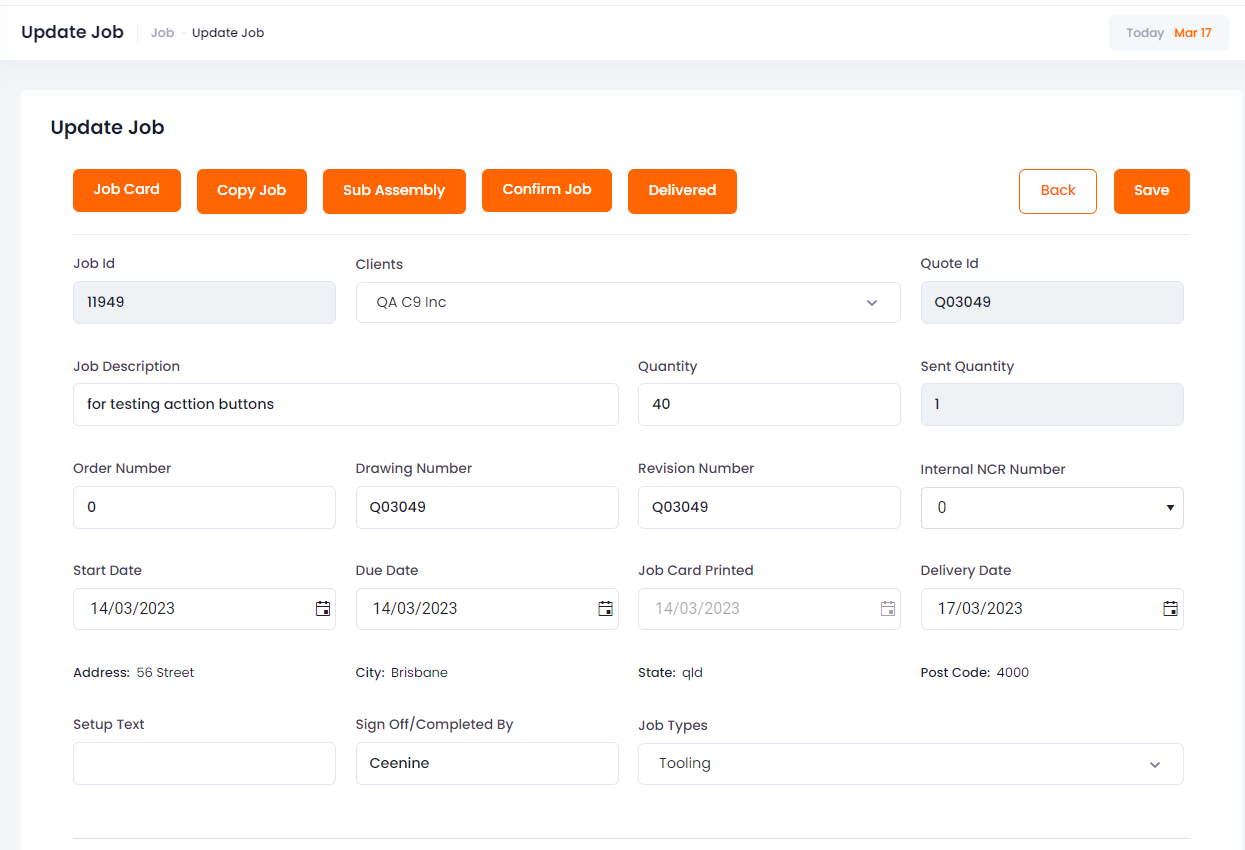 Update Job Job - Update Job Today Mar 17
Update Job
Job Card Copy Job Sub Assembly Confirm Job Delivered Back Save
Job Id Clients Quote Id
11949 QA C9 Inc Q03049
Job Description Quantity Sent Quantity
for testing acttion buttons 40 1
Order Number Drawing Number Revision Number Internal NCR Number
0 Q03049 Q03049 0
Start Date Due Date Job Card Printed Delivery Date
14/03/2023 14/03/2023 14/03/2023 17/03/2023
Address: 56 Street City: Brisbane State: qld Post Code: 4000
Setup Text Sign Off/Completed By Job Types
Ceenine Tooling